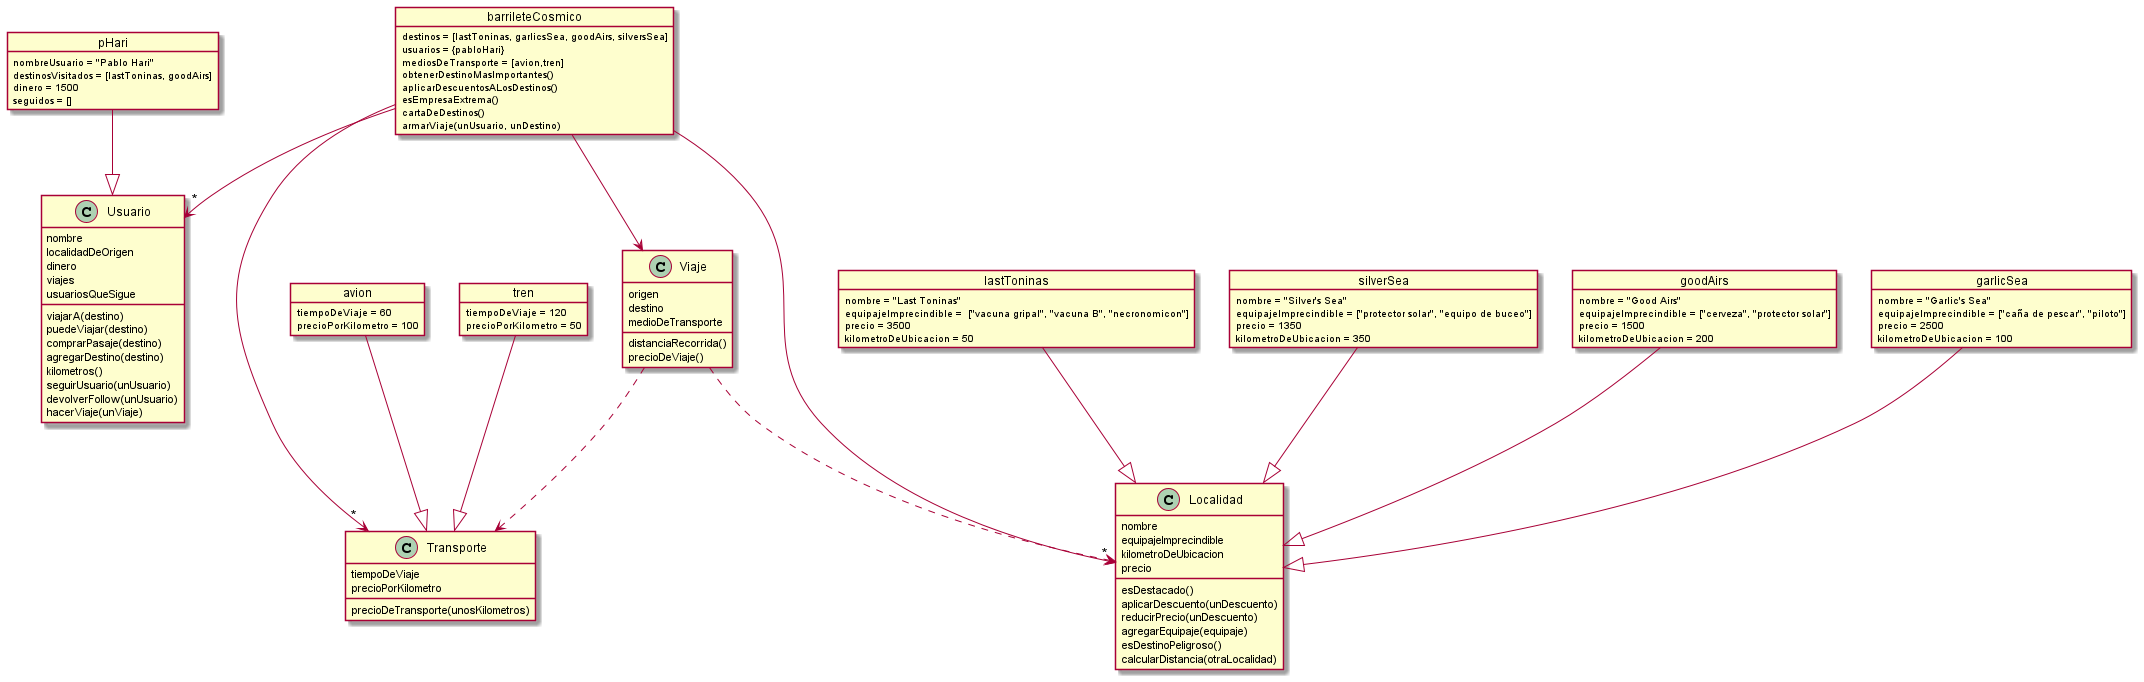 barrileteCosmico
destinos = [lastToninas, garlicsSea, goodAirs, silversSea]
usuarios = {pabloHari}
mediosDeTransporte = [avion,tren]
obtenerDestinoMasImportantes()
aplicarDescuentosALosDestinos()
esEmpresaExtrema()
cartaDeDestinos()
armarViaje(unUsuario, unDestino)
pHari
nombreUsuario = "Pablo Hari"
destinosVisitados = [lastToninas, goodAirs]
dinero = 1500
seguidos = []
*
C Usuario
nombre
localidadDeOrigen
dinero
viajes
usuariosQueSigue
viajarA(destino)
puedeViajar(destino)
comprarPasaje(destino)
agregarDestino(destino)
kilometros()
seguirUsuario(unUsuario)
devolverFollow(unUsuario)
hacerViaje(unViaje)
avion
tiempoDeViaje = 60
precioPorKilometro = 100
tren
tiempoDeViaje = 120
precioPorKilometro = 50
C Viaje
origen
destino
medioDeTransporte
distanciaRecorrida()
precioDeViaje()
lastToninas
nombre = "Last Toninas"
equipajeImprecindible =  ["vacuna gripal", "vacuna B", "necronomicon"]
precio = 3500
kilometroDeUbicacion = 50
silverSea
nombre = "Silver's Sea"
equipajeImprecindible = ["protector solar", "equipo de buceo"]
precio = 1350
kilometroDeUbicacion = 350
goodAirs
nombre = "Good Airs"
equipajeImprecindible = ["cerveza", "protector solar"]
precio = 1500
kilometroDeUbicacion = 200
garlicSea
nombre = "Garlic's Sea"
equipajeImprecindible = ["caña de pescar", "piloto"]
precio = 2500
kilometroDeUbicacion = 100
*
C Transporte
tiempoDeViaje
precioPorKilometro
precioDeTransporte(unosKilometros)
*
C Localidad
nombre
equipajeImprecindible
kilometroDeUbicacion
precio
esDestacado()
aplicarDescuento(unDescuento)
reducirPrecio(unDescuento)
agregarEquipaje(equipaje)
esDestinoPeligroso()
calcularDistancia(otraLocalidad)